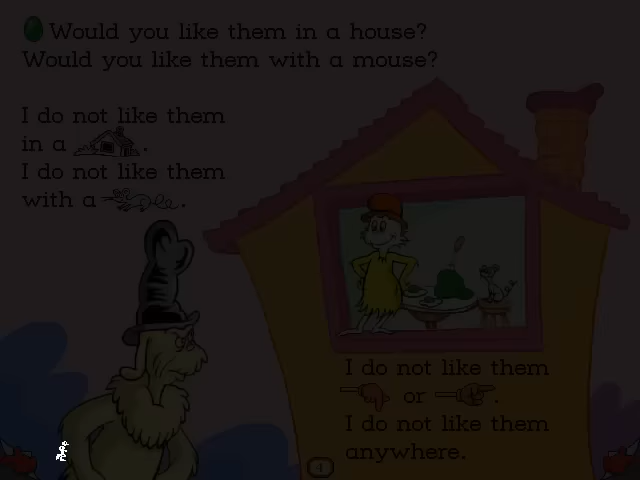 Would you like them in a house?
Would you like them with a mouse?
I do not like them
in a .
I do not like them
with a .
I do not like them
or .
I do not like them
anywhere.
4